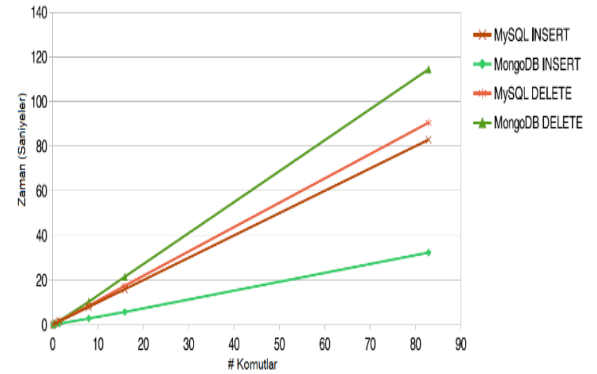 140
120
100
80
60
40
20
0
Zaman (Saniyeler)
0 10 20 30 40 50 60 70 80 90
# Komutlar
MySQL INSERT
MongoDB INSERT
MySQL DELETE
MongoDB DELETE